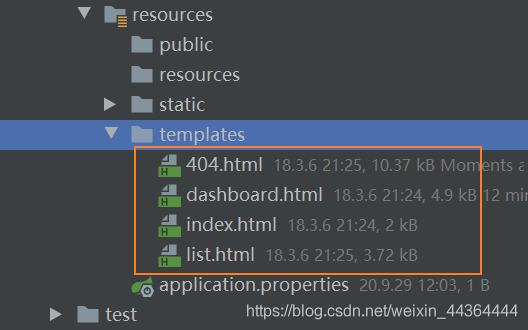 resources
public
resources
static
templates
404.html 18.3.6 21:25, 10.37 kB Moments a
dashboard.html 18.3.6 21:24, 4.9 kB 12 min
index.html 18.3.6 21:24, 2 kB
list.html 18.3.6 21:25, 3.72 kB
application.properties 20.9.29 12:03, 1 B
test
https://blog.csdn.net/weixin_44364444